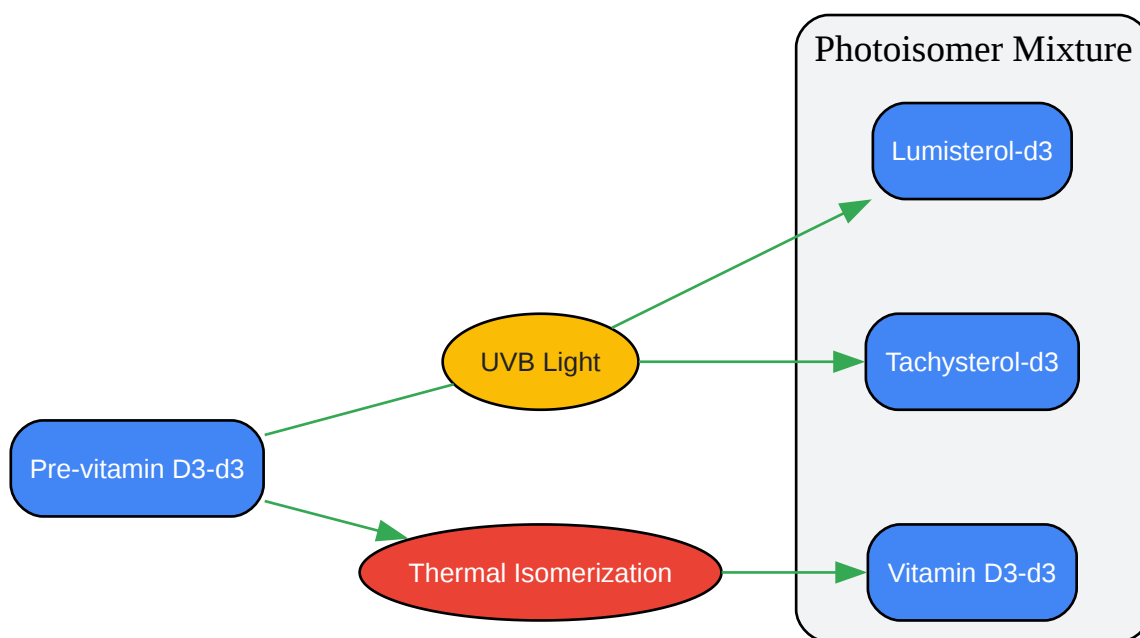 Photoisomer Mixture
Lumisterol-d3
UVB Light
Tachysterol-d3
Pre-vitamin D3-d3
Thermal Isomerization
Vitamin D3-d3